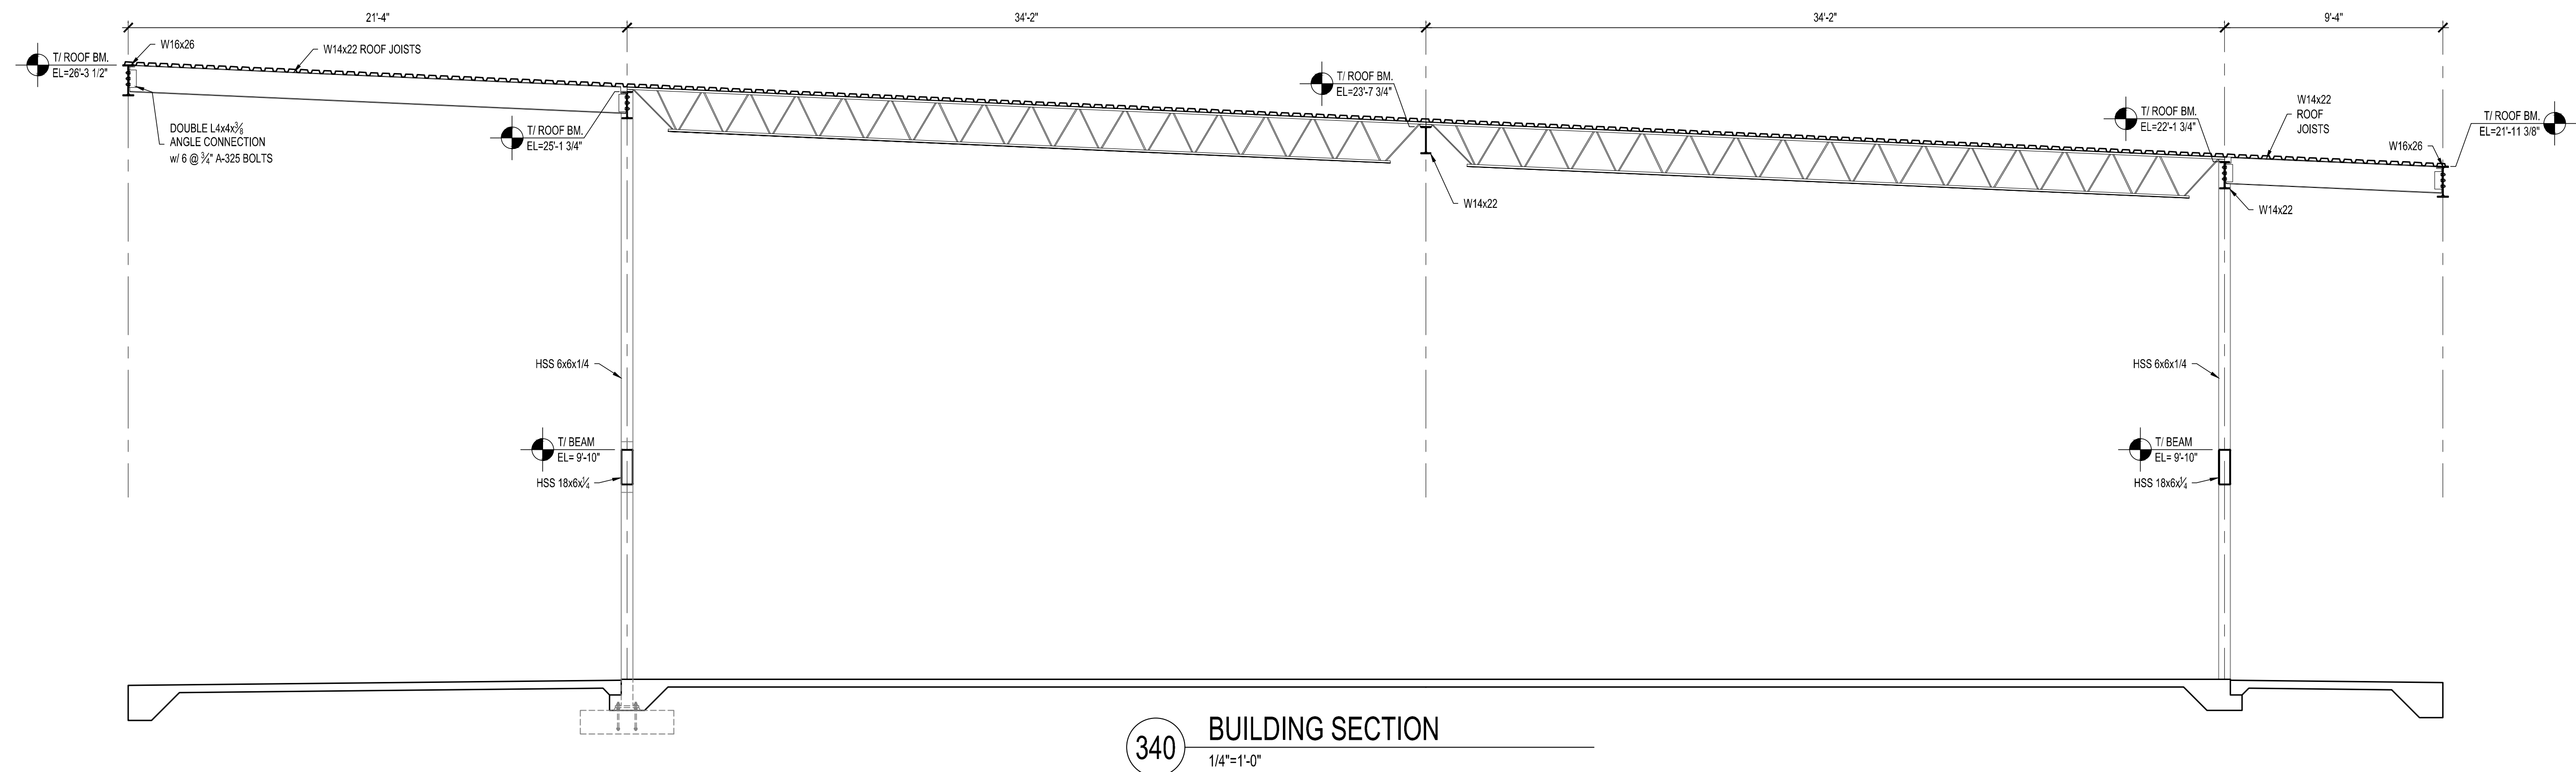 21'-4"
34'-2"
34'-2"
9'-4"
T/ ROOF BM.
EL=26'-3 1/2"
W16x26
W14x22 ROOF JOISTS
DOUBLE L4x4x3/8
ANGLE CONNECTION
w/ 6 @ 3/4" A-325 BOLTS
T/ ROOF BM.
EL=25'-1 3/4"
T/ ROOF BM.
EL=23'-7 3/4"
W14x22
T/ ROOF BM.
EL=22'-1 3/4"
W14x22
ROOF
JOISTS
W16x26
T/ ROOF BM.
EL=21'-11 3/8"
W14x22
HSS 6x6x1/4
HSS 6x6x1/4
T/ BEAM
EL= 9'-10"
HSS 18x6x1/4
T/ BEAM
EL= 9'-10"
HSS 18x6x1/4
340
BUILDING SECTION
1/4"=1'-0"